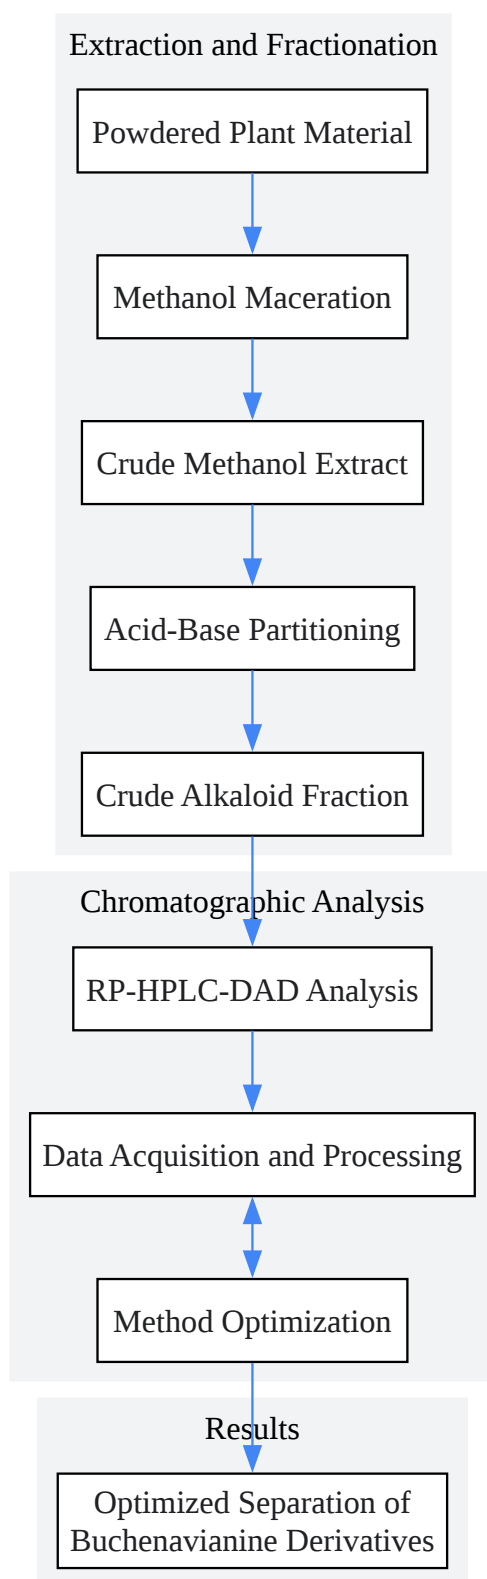 Extraction and Fractionation
Powdered Plant Material
Methanol Maceration
Crude Methanol Extract
Acid-Base Partitioning
Crude Alkaloid Fraction
Chromatographic Analysis
RP-HPLC-DAD Analysis
Data Acquisition and Processing
Method Optimization
Results
Optimized Separation of
Buchenavianine Derivatives